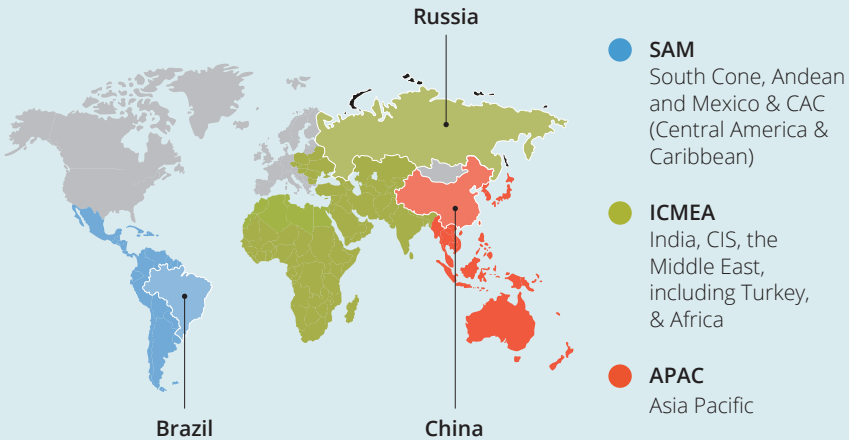 Russia
SAM
South Cone, Andean
and Mexico & CAC
(Central America &
Caribbean)
ICMEA
India, CIS, the
Middle East,
including Turkey,
& Africa
APAC
Asia Pacific
Brazil
China